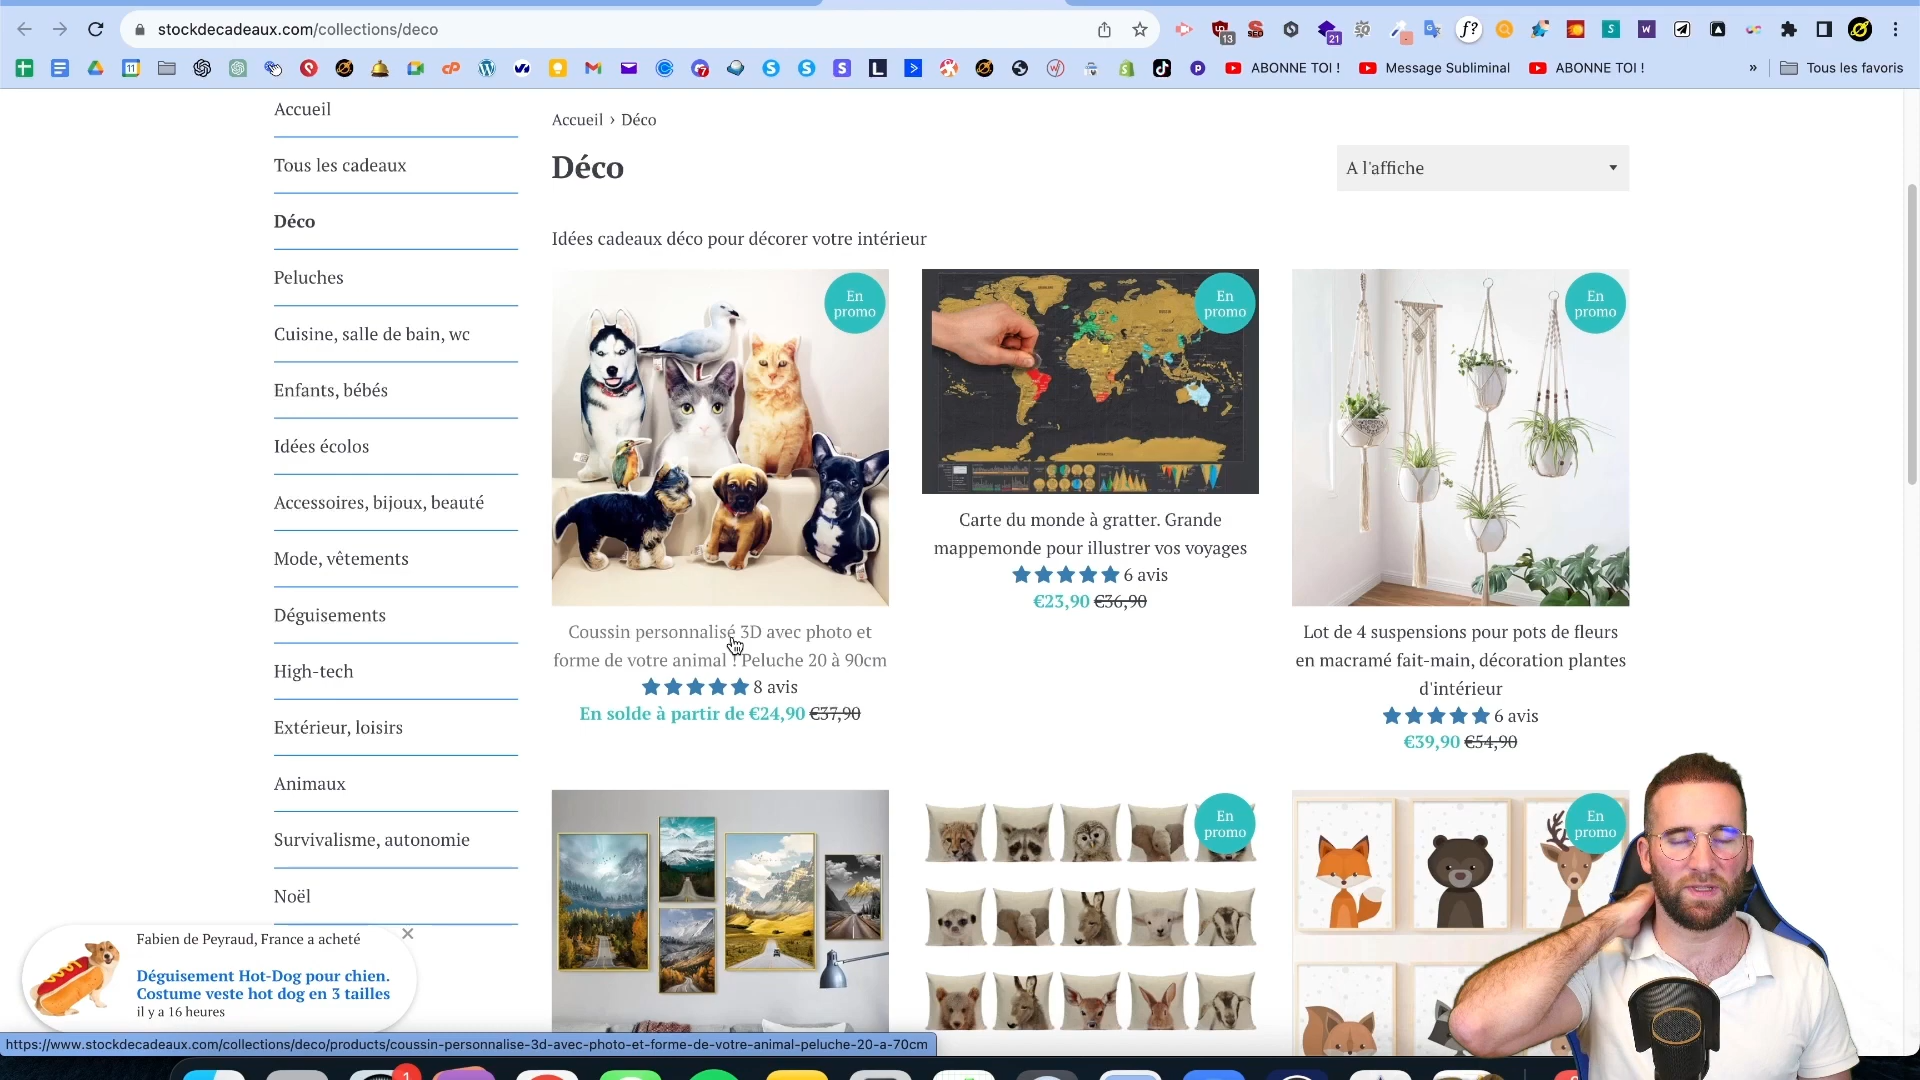 stockdecadeaux.com/collections/deco
13
SEO
21
f?
S
W
11
7
S
L
P
ABONNE TOI !
Message Subliminal
ABONNE TOI !
»
Tous les favoris
Accueil
Tous les cadeaux
Déco
Peluches
Cuisine, salle de bain, wc
Enfants, bébés
Idées écolos
Accessoires, bijoux, beauté
Mode, vêtements
Déguisements
High-tech
Extérieur, loisirs
Animaux
Survivalisme, autonomie
Noël
Accueil › Déco
Déco
A l'affiche
Idées cadeaux déco pour décorer votre intérieur
En
promo
Coussin personnalisé 3D avec photo et
forme de votre animal ! Peluche 20 à 90cm
8 avis
En solde à partir de €24,90 €37,90
En
promo
Carte du monde à gratter. Grande
mappemonde pour illustrer vos voyages
6 avis
€23,90 €36,90
En
promo
Lot de 4 suspensions pour pots de fleurs
en macramé fait-main, décoration plantes
d'intérieur
6 avis
€39,90 €54,90
En
promo
En
promo
Fabien de Peyraud, France a acheté
Déguisement Hot-Dog pour chien.
Costume veste hot dog en 3 tailles
il y a 16 heures
https://www.stockdecadeaux.com/collections/deco/products/coussin-personnalise-3d-avec-photo-et-forme-de-votre-animal-peluche-20-a-70cm
1